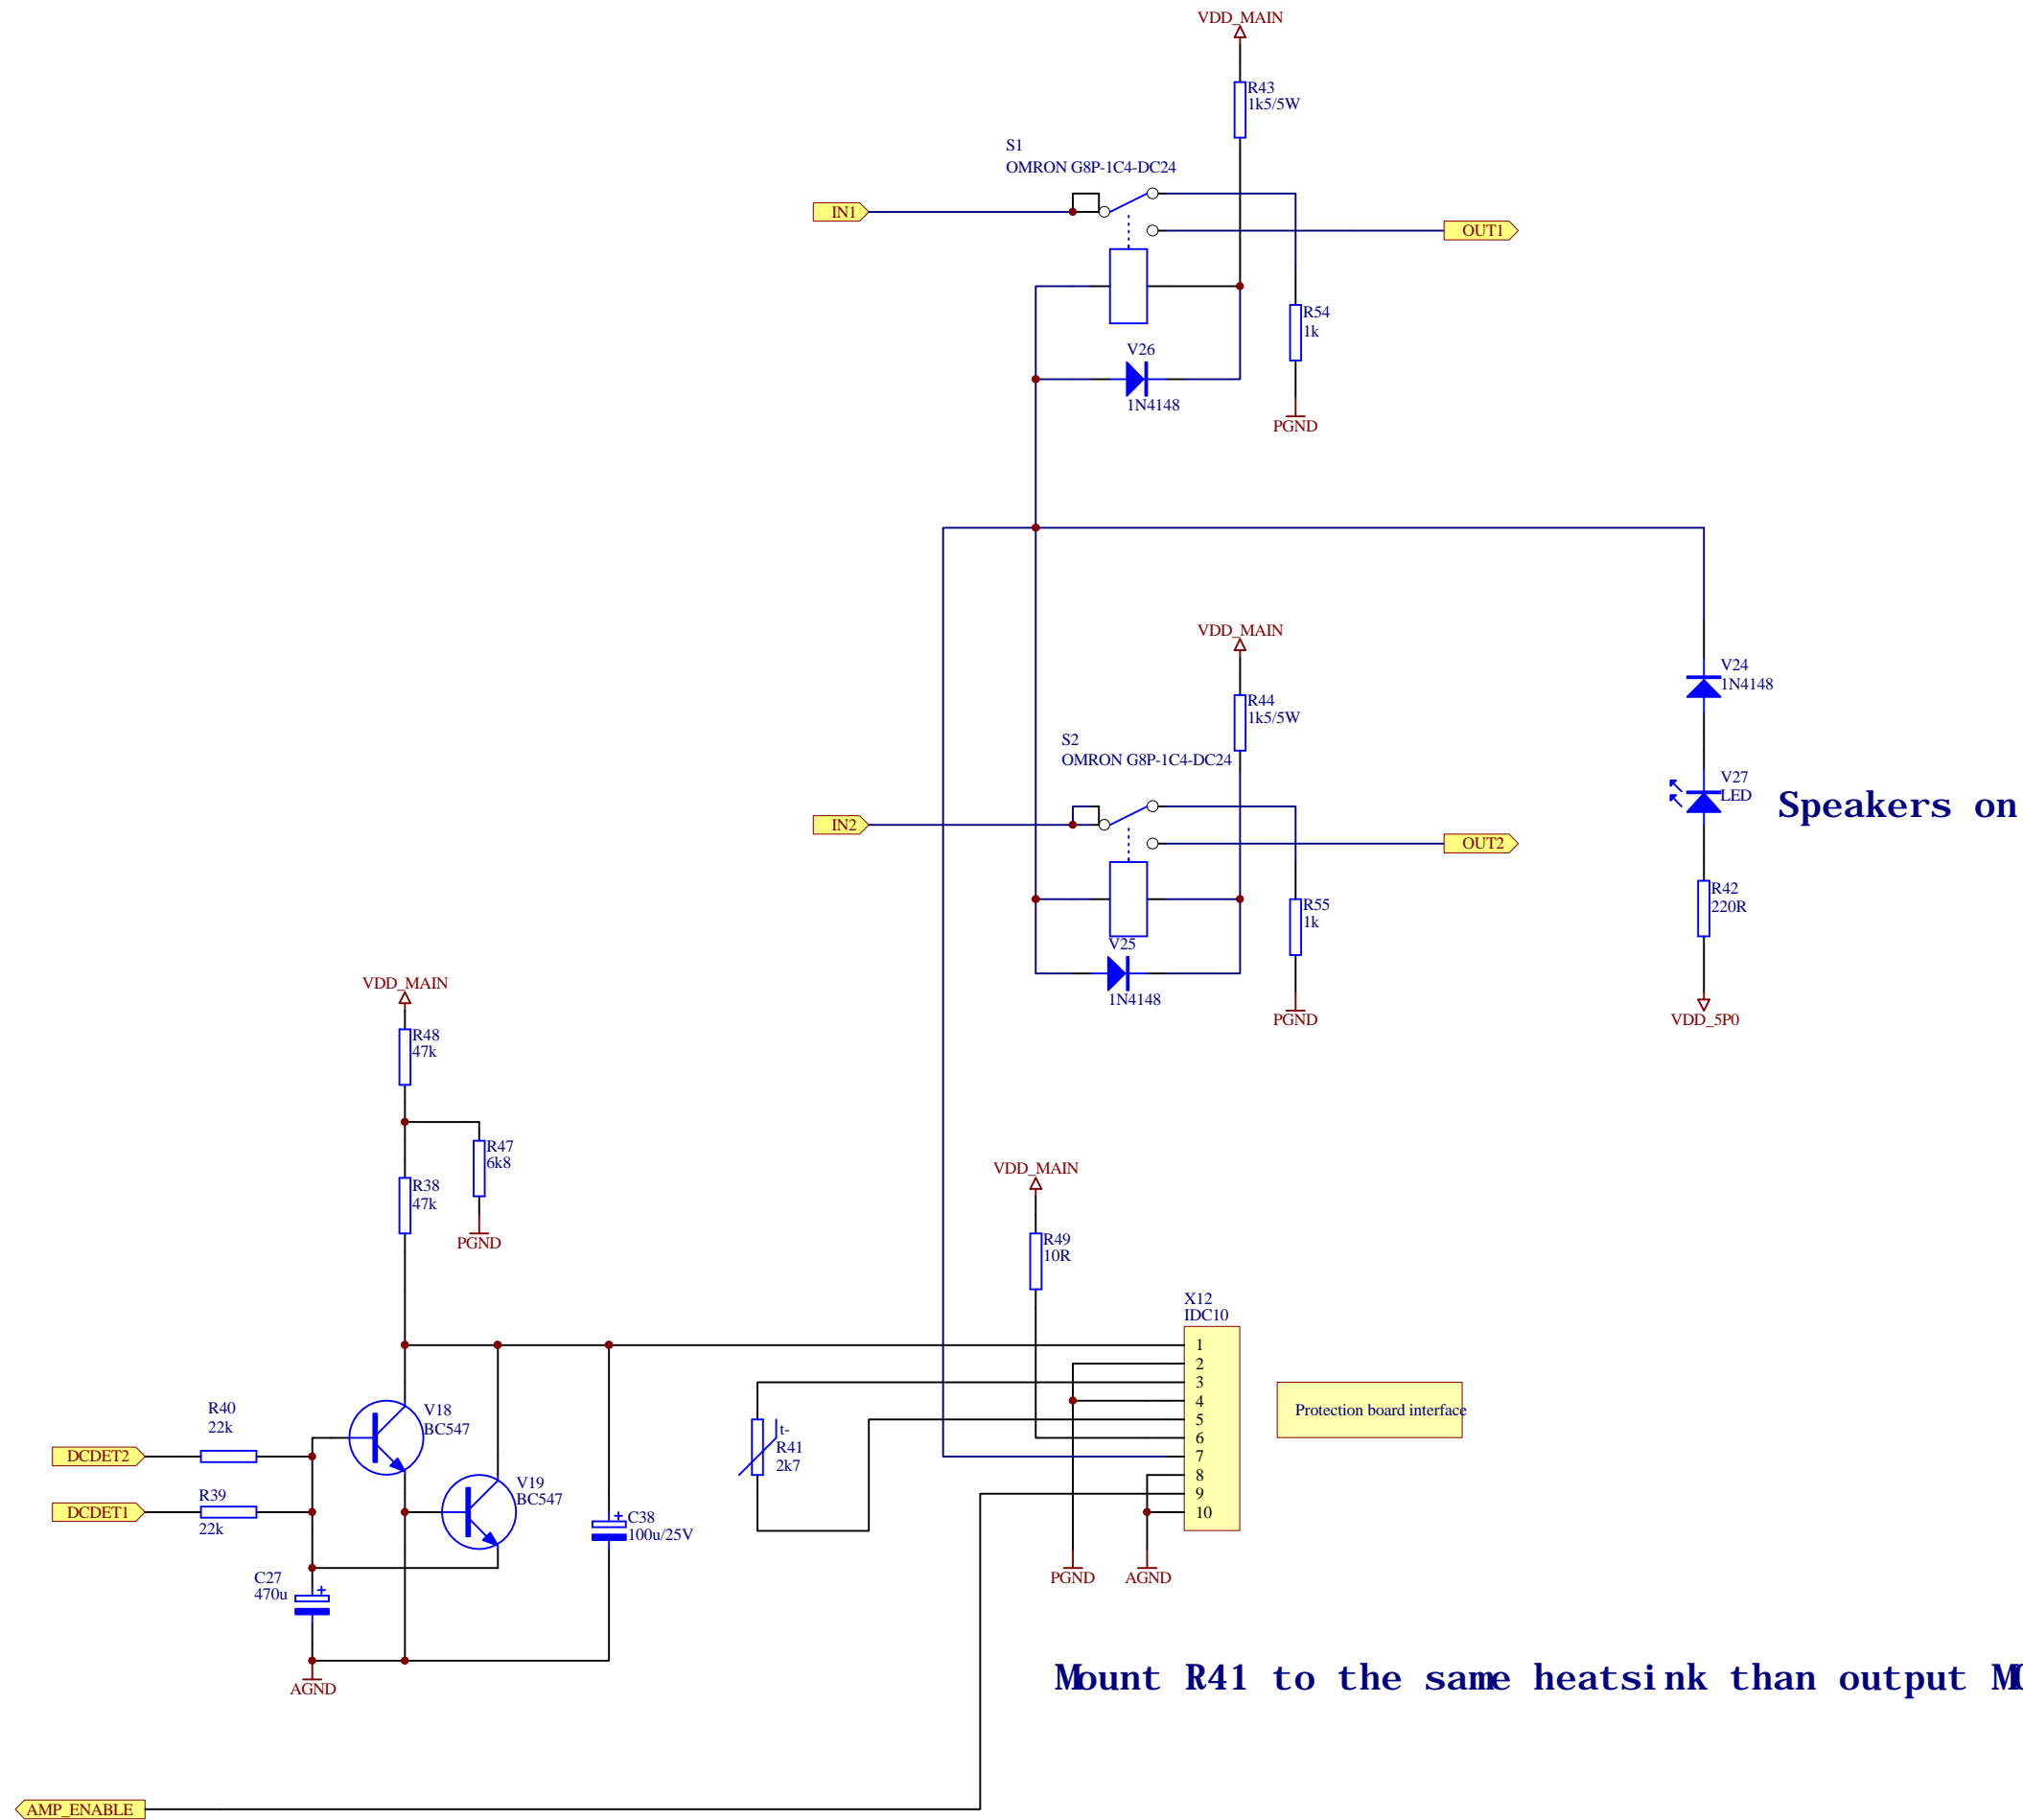 VDD_MAIN
R43
1k5/5W
S1
OMRON G8P-1C4-DC24
IN1
OUT1
R54
1k
V26
1N4148
PGND
VDD_MAIN
R44
1k5/5W
S2
OMRON G8P-1C4-DC24
IN2
OUT2
R55
1k
V25
1N4148
PGND
V24
1N4148
V27
LED
Speakers on
R42
220R
VDD_5P0
VDD_MAIN
R48
47k
R47
6k8
R38
47k
PGND
VDD_MAIN
R49
10R
X12
IDC10
1
2
3
4
5
6
7
8
9
10
Protection board interface
R40
22k
V18
BC547
DCDET2
R39
22k
DCDET1
V19
BC547
C38
100u/25V
+
t-
R41
2k7
C27
470u
+
PGND
AGND
AGND
Mount R41 to the same heatsink than output
AMP_ENABLE